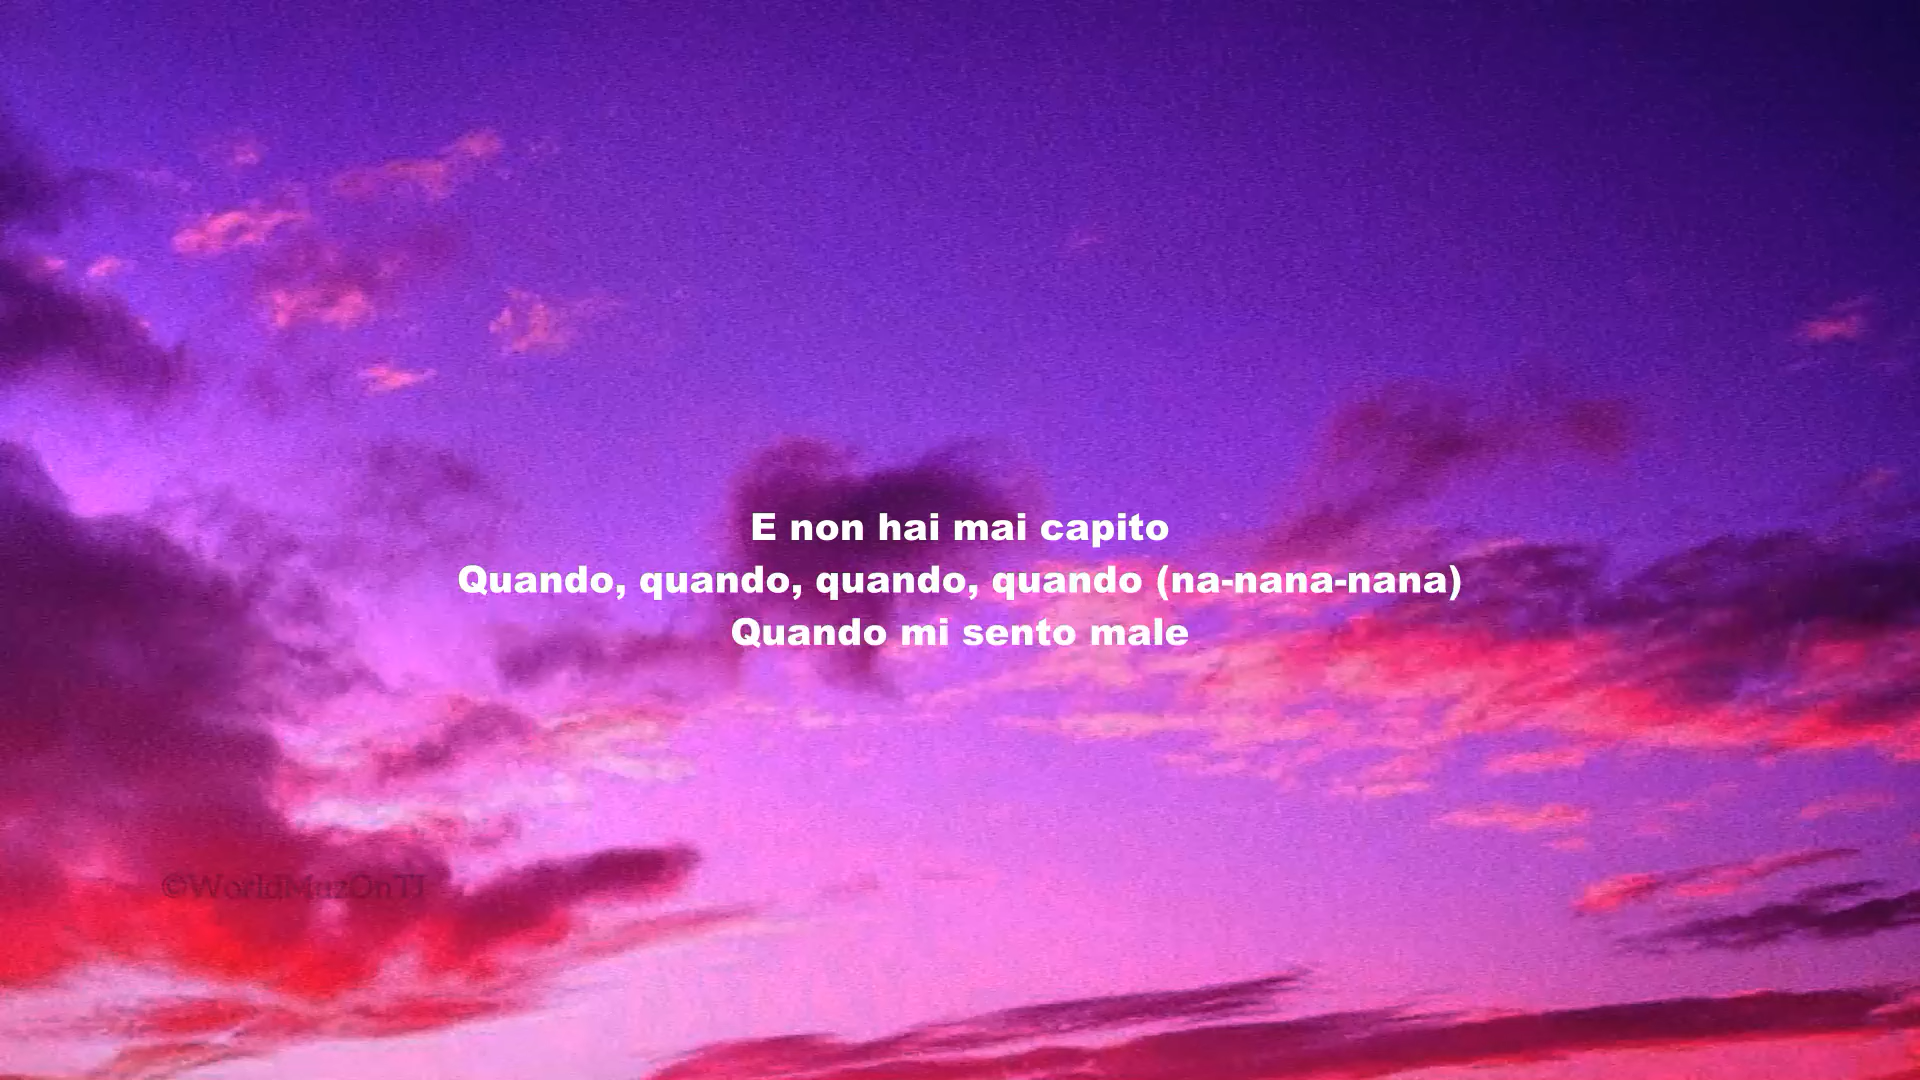 E non hai mai capito
Quando, quando, quando, quando (na-nana-nana)
Quando mi sento male
©WorldMuzOnTJ